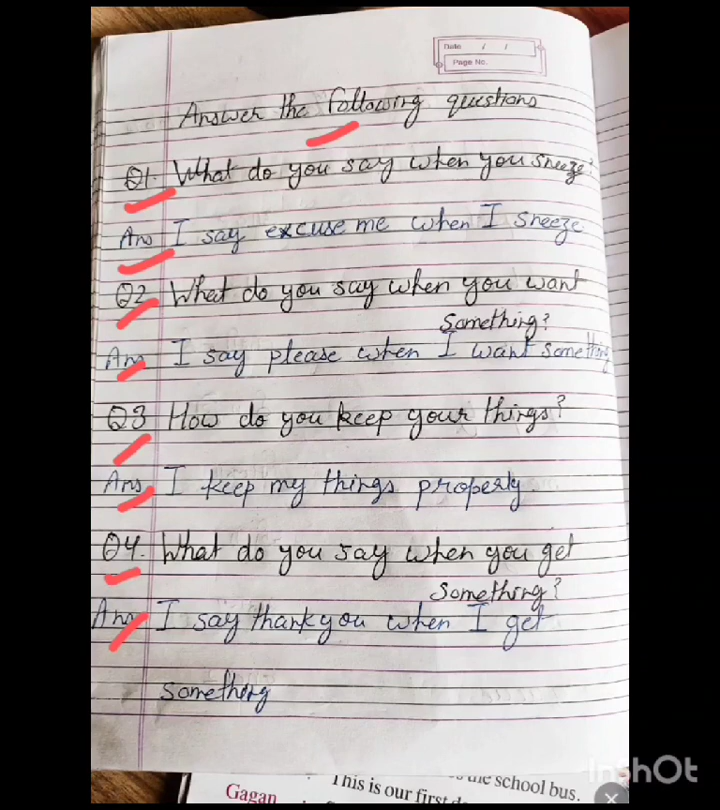 Date / /
Page No.
Answer the following questions
Q1. What do you say when you sneeze?
Ans I say excuse me when I sneeze
Q2 What do you say when you want
something?
Ans I say please when I want something
Q3 How do you keep your things?
Ans I keep my things properly.
Q4. What do you say when you get
something?
Ans I say thankyou when I get
something
InShOt
the school bus.
This is our first
Gagan